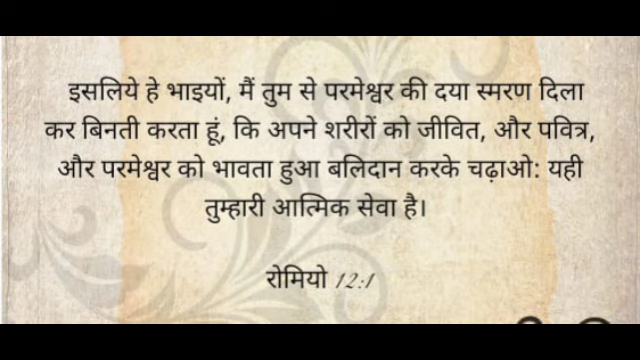 इसलिये हे भाइयों, मैं तुम से परमेश्वर की दया स्मरण दिला
कर बिनती करता हूं, कि अपने शरीरों को जीवित, और पवित्र,
और परमेश्वर को भावता हुआ बलिदान करके चढ़ाओ: यही
तुम्हारी आत्मिक सेवा है।
रोमियो 12:1